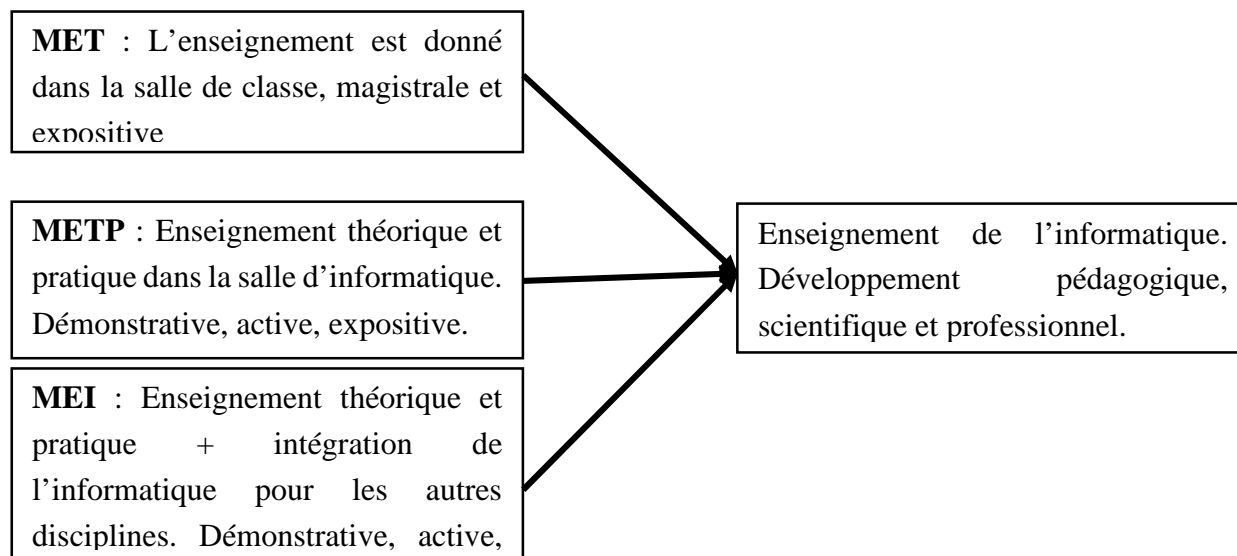 MET : L’enseignement est donné
dans la salle de classe, magistrale et
expositive
METP : Enseignement théorique et
pratique dans la salle d’informatique.
Démonstrative, active, expositive.
MEI : Enseignement théorique et
pratique + intégration de
l’informatique pour les autres
disciplines. Démonstrative, active,
Enseignement de l’informatique.
Développement pédagogique,
scientifique et professionnel.